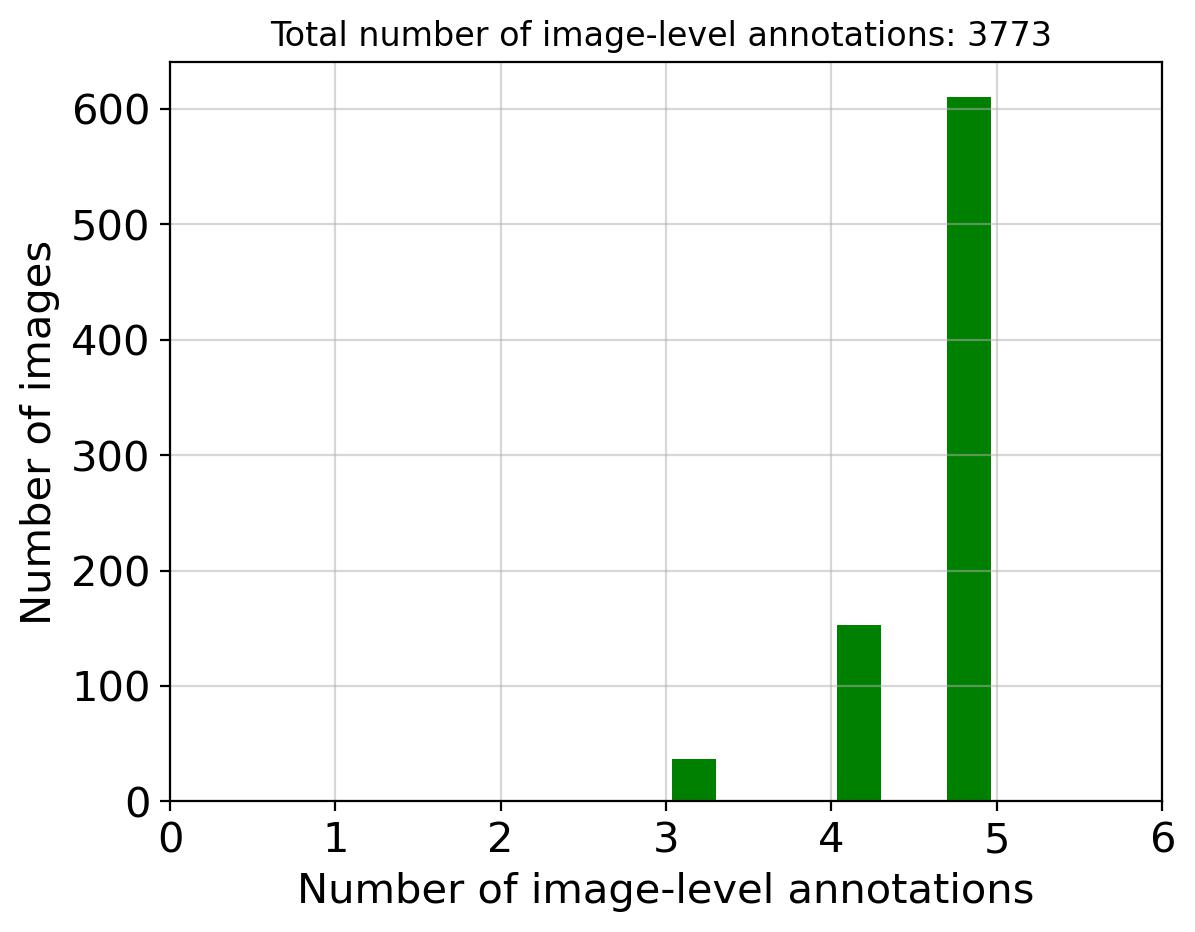 Total number of image-level annotations: 3773
600
500
400
300
200
100
0
Number of images
0 1 2 3 4 5 6
Number of image-level annotations